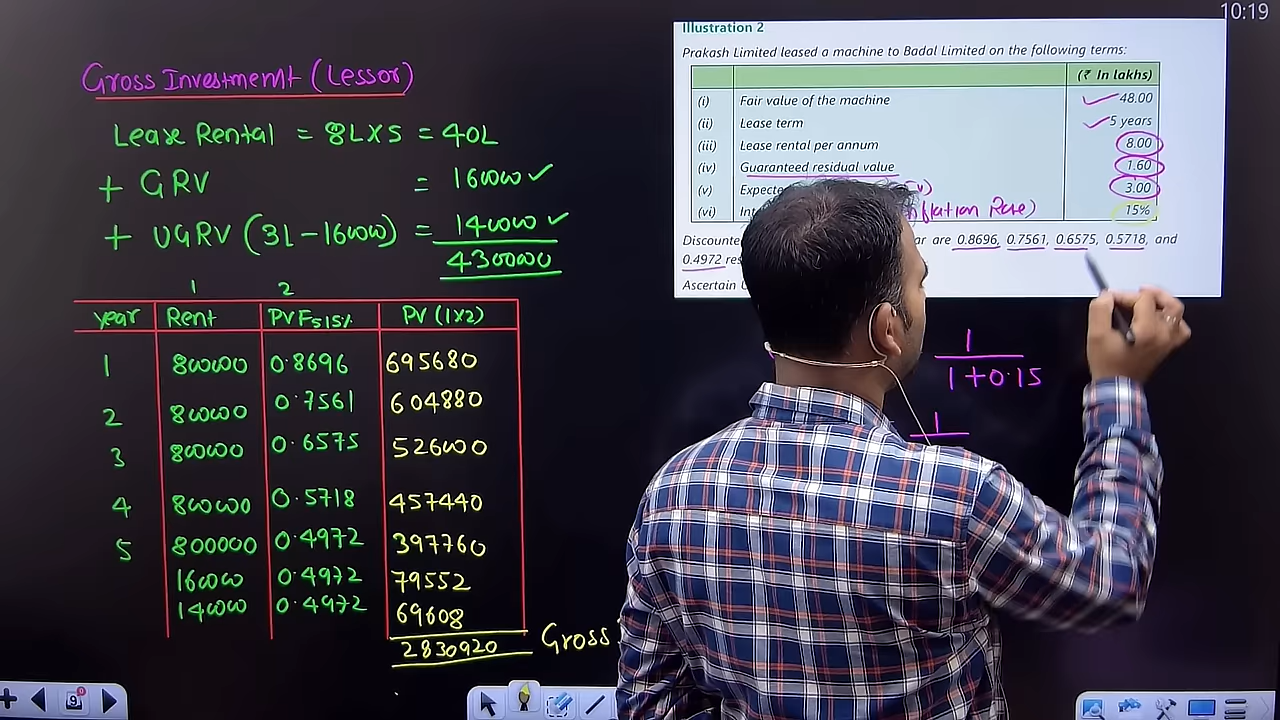 10:19
Gross Investment (Lessor)
Lease Rental = 8L×5 = 40L
+ GRV = 160000 ✓
+ UGRV (3L-160000) = 140000 ✓
4300000
1 2
year Rent PVF515% PV (1×2)
1 800000 0.8696 695680
2 800000 0.7561 604880
3 800000 0.6575 526000
4 800000 0.5718 457440
5 800000 0.4972 397760
160000 0.4972 79552
140000 0.4972 69608
2830920 Gross
Illustration 2
Prakash Limited leased a machine to Badal Limited on the following terms:
(₹ In lakhs)
(i) Fair value of the machine ✓ 48.00
(ii) Lease term ✓ 5 years
(iii) Lease rental per annum 8.00
(iv) Guaranteed residual value 1.60
(v) Expecte 3.00
(vi) Int nflation Rate) 15%
Discounte ar are 0.8696, 0.7561, 0.6575, 0.5718, and
0.4972 res
Ascertain U
1
1+0.15
1
9